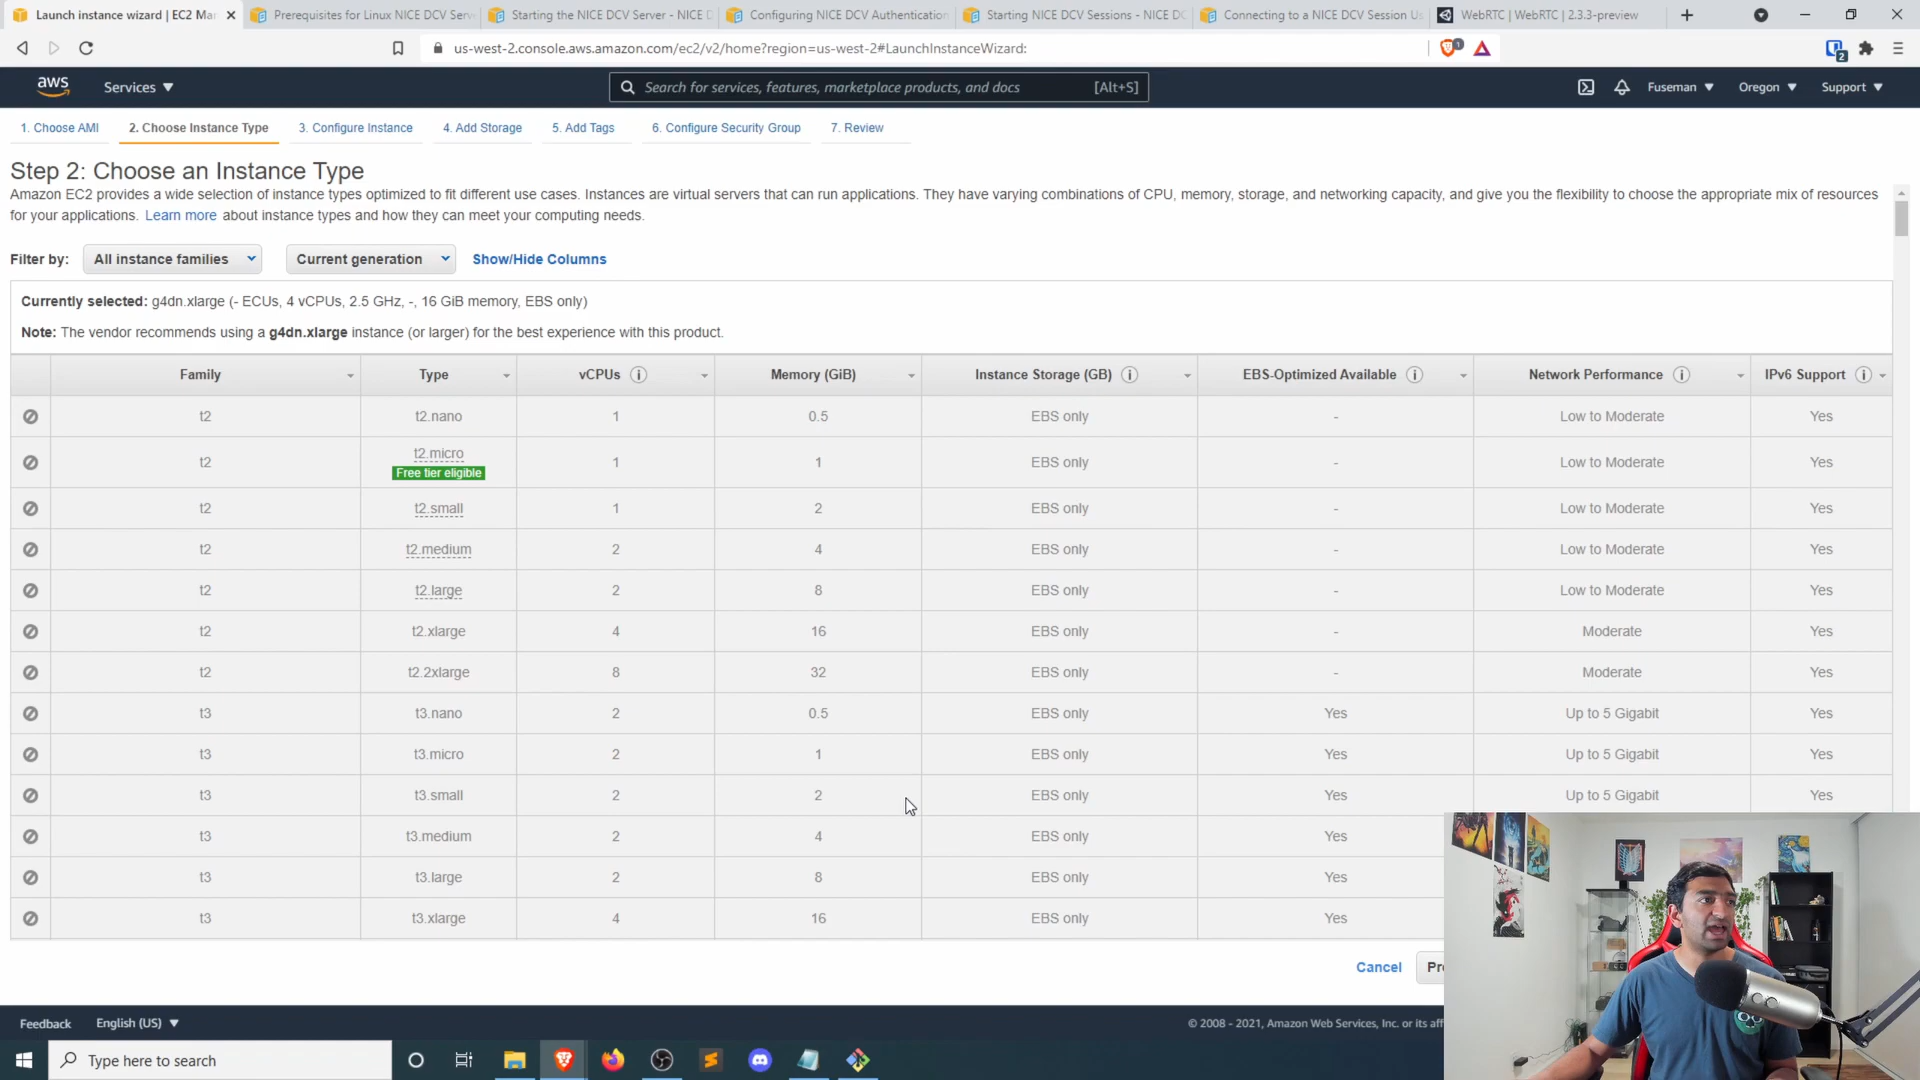 Launch instance wizard | EC2 Mar
Prerequisites for Linux NICE DCV Serv
Starting the NICE DCV Server - NICE D
Configuring NICE DCV Authentication
Starting NICE DCV Sessions - NICE DC
Connecting to a NICE DCV Session Us
WebRTC | WebRTC | 2.3.3-preview
us-west-2.console.aws.amazon.com/ec2/v2/home?region=us-west-2#LaunchInstanceWizard:
1
2
aws
Services
Search for services, features, marketplace products, and docs
[Alt+S]
Fuseman
Oregon
Support
1. Choose AMI
2. Choose Instance Type
3. Configure Instance
4. Add Storage
5. Add Tags
6. Configure Security Group
7. Review
Step 2: Choose an Instance Type
Amazon EC2 provides a wide selection of instance types optimized to fit different use cases. Instances are virtual servers that can run applications. They have varying combinations of CPU, memory, storage, and networking capacity, and give you the flexibility to choose the appropriate mix of resources
for your applications. Learn more about instance types and how they can meet your computing needs.
Filter by: All instance families Current generation Show/Hide Columns
Currently selected: g4dn.xlarge (- ECUs, 4 vCPUs, 2.5 GHz, -, 16 GiB memory, EBS only)
Note: The vendor recommends using a g4dn.xlarge instance (or larger) for the best experience with this product.
Family Type vCPUs Memory (GiB) Instance Storage (GB) EBS-Optimized Available Network Performance IPv6 Support
t2 t2.nano 1 0.5 EBS only - Low to Moderate Yes
t2 t2.micro 1 1 EBS only - Low to Moderate Yes
Free tier eligible
t2 t2.small 1 2 EBS only - Low to Moderate Yes
t2 t2.medium 2 4 EBS only - Low to Moderate Yes
t2 t2.large 2 8 EBS only - Low to Moderate Yes
t2 t2.xlarge 4 16 EBS only - Moderate Yes
t2 t2.2xlarge 8 32 EBS only - Moderate Yes
t3 t3.nano 2 0.5 EBS only Yes Up to 5 Gigabit Yes
t3 t3.micro 2 1 EBS only Yes Up to 5 Gigabit Yes
t3 t3.small 2 2 EBS only Yes Up to 5 Gigabit Yes
t3 t3.medium 2 4 EBS only Yes
t3 t3.large 2 8 EBS only Yes
t3 t3.xlarge 4 16 EBS only Yes
Cancel
Pr
Feedback
English (US)
© 2008 - 2021, Amazon Web Services, Inc. or its aff
Type here to search